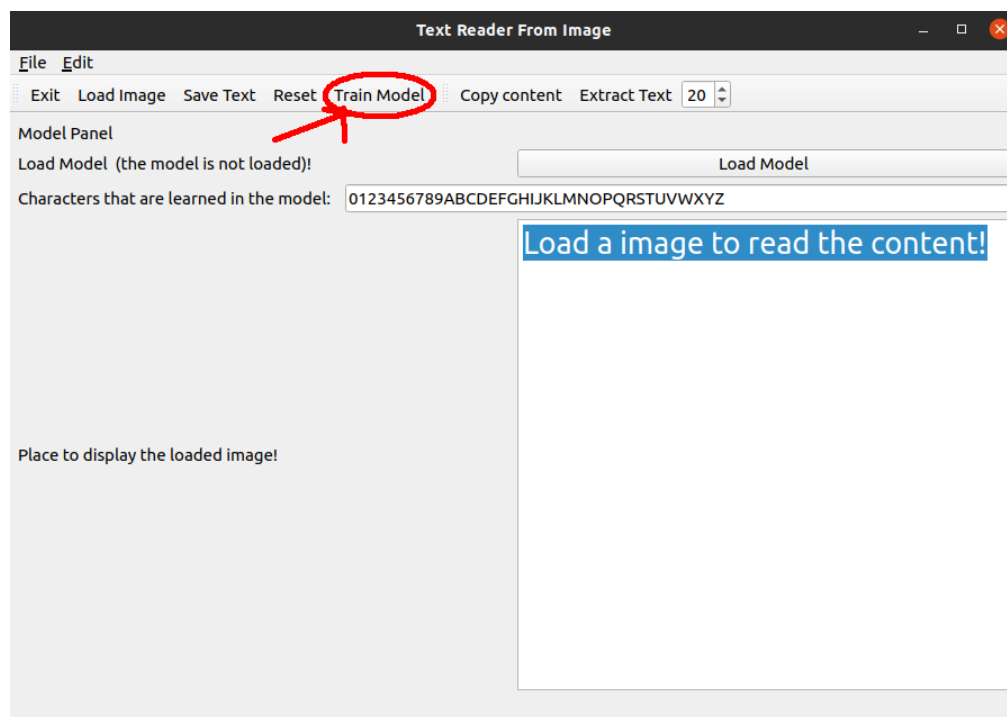 Text Reader From Image
File Edit
Exit Load Image Save Text Reset Train Model Copy content Extract Text 20
Model Panel
Load Model (the model is not loaded)! Load Model
Characters that are learned in the model: 0123456789ABCDEFGHIJKLMNOPQRSTUVWXYZ
Load a image to read the content!
Place to display the loaded image!